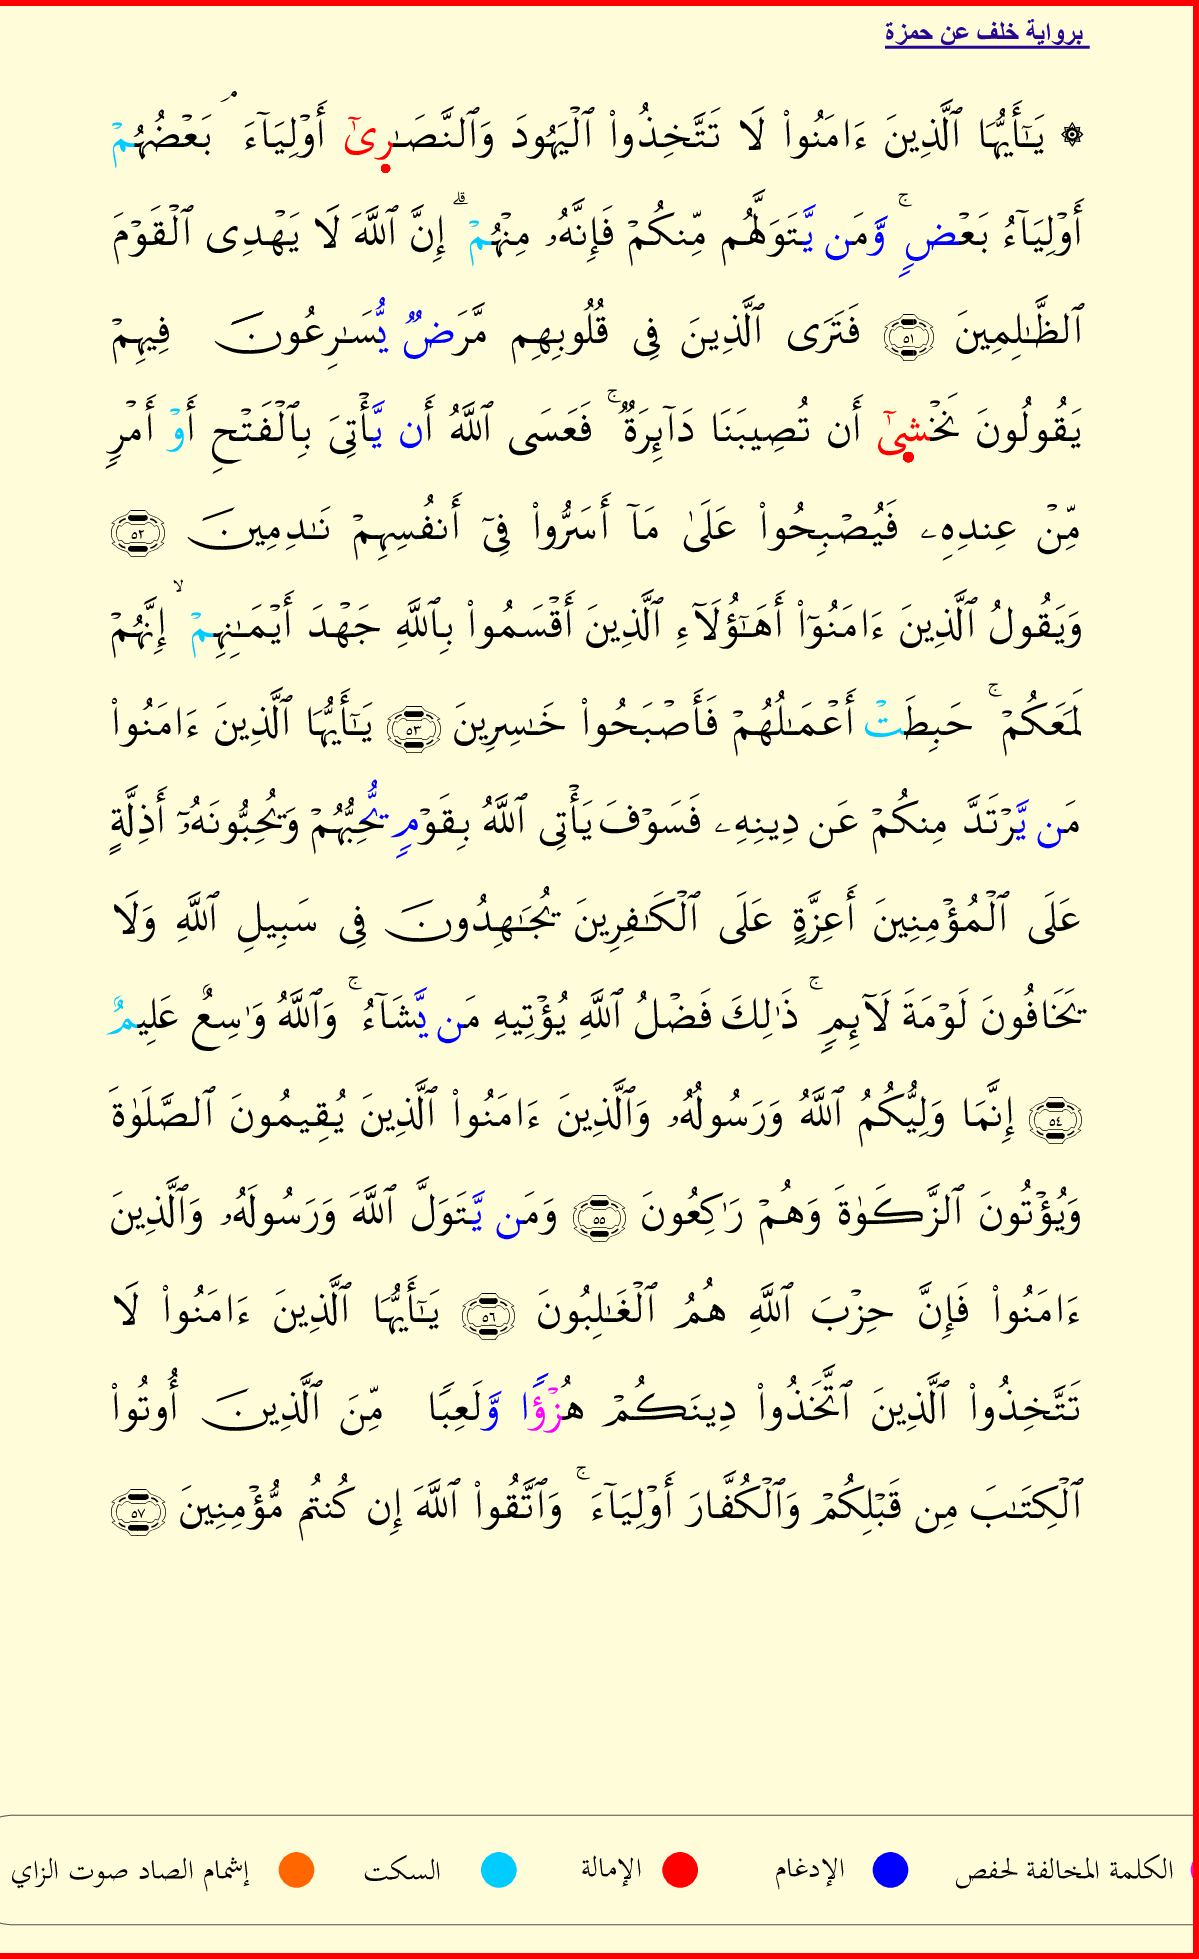 برواية خلف عن حمزة
۞ يَـٰٓأَيُّهَا ٱلَّذِينَ ءَامَنُوا۟ لَا تَتَّخِذُوا۟ ٱلْيَهُودَ وَٱلنَّصَـٰرِىٰٓ أَوْلِيَآءَ ۘ بَعْضُهُمْ
أَوْلِيَآءُ بَعْضٍ ۚ وَّمَن يَّتَوَلَّهُم مِّنكُمْ فَإِنَّهُۥ مِنْهُمْ ۗ إِنَّ ٱللَّهَ لَا يَهْدِى ٱلْقَوْمَ
ٱلظَّـٰلِمِينَ ٥١ فَتَرَى ٱلَّذِينَ فِى قُلُوبِهِم مَّرَضٌ يُّسَـٰرِعُونَ فِيهِمْ
يَقُولُونَ نَخْشِىٰٓ أَن تُصِيبَنَا دَآئِرَةٌ ۚ فَعَسَى ٱللَّهُ أَن يَّأْتِىَ بِٱلْفَتْحِ أَوْ أَمْرٍ
مِّنْ عِندِهِۦ فَيُصْبِحُوا۟ عَلَىٰ مَآ أَسَرُّوا۟ فِىٓ أَنفُسِهِمْ نَـٰدِمِينَ ٥٢
وَيَقُولُ ٱلَّذِينَ ءَامَنُوٓا۟ أَهَـٰٓؤُلَآءِ ٱلَّذِينَ أَقْسَمُوا۟ بِٱللَّهِ جَهْدَ أَيْمَـٰنِهِمْ ۙ إِنَّهُمْ
لَمَعَكُمْ ۚ حَبِطَتْ أَعْمَـٰلُهُمْ فَأَصْبَحُوا۟ خَـٰسِرِينَ ٥٣ يَـٰٓأَيُّهَا ٱلَّذِينَ ءَامَنُوا۟
مَن يَّرْتَدَّ مِنكُمْ عَن دِينِهِۦ فَسَوْفَ يَأْتِى ٱللَّهُ بِقَوْمٍ يُّحِبُّهُمْ وَيُحِبُّونَهُۥٓ أَذِلَّةٍ
عَلَى ٱلْمُؤْمِنِينَ أَعِزَّةٍ عَلَى ٱلْكَـٰفِرِينَ يُجَـٰهِدُونَ فِى سَبِيلِ ٱللَّهِ وَلَا
يَخَافُونَ لَوْمَةَ لَآئِمٍ ۚ ذَٰلِكَ فَضْلُ ٱللَّهِ يُؤْتِيهِ مَن يَّشَآءُ ۚ وَٱللَّهُ وَٰسِعٌ عَلِيمٌ
٥٤ إِنَّمَا وَلِيُّكُمُ ٱللَّهُ وَرَسُولُهُۥ وَٱلَّذِينَ ءَامَنُوا۟ ٱلَّذِينَ يُقِيمُونَ ٱلصَّلَوٰةَ
وَيُؤْتُونَ ٱلزَّكَوٰةَ وَهُمْ رَٰكِعُونَ ٥٥ وَمَن يَّتَوَلَّ ٱللَّهَ وَرَسُولَهُۥ وَٱلَّذِينَ
ءَامَنُوا۟ فَإِنَّ حِزْبَ ٱللَّهِ هُمُ ٱلْغَـٰلِبُونَ ٥٦ يَـٰٓأَيُّهَا ٱلَّذِينَ ءَامَنُوا۟ لَا
تَتَّخِذُوا۟ ٱلَّذِينَ ٱتَّخَذُوا۟ دِينَكُمْ هُزْؤًا وَّلَعِبًا مِّنَ ٱلَّذِينَ أُوتُوا۟
ٱلْكِتَـٰبَ مِن قَبْلِكُمْ وَٱلْكُفَّارَ أَوْلِيَآءَ ۚ وَٱتَّقُوا۟ ٱللَّهَ إِن كُنتُم مُّؤْمِنِينَ ٥٧
الكلمة المخالفة لحفص الإدغام الإمالة السكت إشمام الصاد صوت الزاي